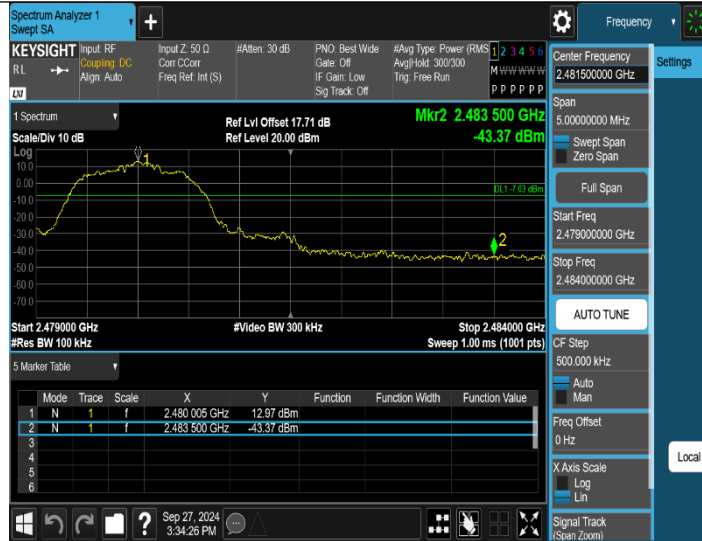 Spectrum Analyzer 1
Swept SA
+
Frequency
KEYSIGHT
RL
LXI
Input: RF
Coupling: DC
Align: Auto
Input Z: 50 Ω
Corr CCorr
Freq Ref: Int (S)
#Atten: 30 dB
PNO: Best Wide
Gate: Off
IF Gain: Low
Sig Track: Off
#Avg Type: Power (RMS
Avg|Hold: 300/300
Trig: Free Run
1 2 3 4 5 6
M W W W W W
P P P P P P
1 Spectrum
Scale/Div 10 dB
Ref Lvl Offset 17.71 dB
Ref Level 20.00 dBm
Mkr2 2.483 500 GHz
-43.37 dBm
Log
10.0
0.00
-10.0
-20.0
-30.0
-40.0
-50.0
-60.0
-70.0
1
DL1 -7.03 dBm
2
Start 2.479000 GHz
#Res BW 100 kHz
#Video BW 300 kHz
Stop 2.484000 GHz
Sweep 1.00 ms (1001 pts)
5 Marker Table
Mode Trace Scale X Y Function Function Width Function Value
1 N 1 f 2.480 005 GHz 12.97 dBm
2 N 1 f 2.483 500 GHz -43.37 dBm
3
4
5
6
?
Sep 27, 2024
3:34:26 PM
Center Frequency
2.481500000 GHz
Span
5.00000000 MHz
Swept Span
Zero Span
Full Span
Start Freq
2.479000000 GHz
Stop Freq
2.484000000 GHz
AUTO TUNE
CF Step
500.000 kHz
Auto
Man
Freq Offset
0 Hz
X Axis Scale
Log
Lin
Signal Track
(Span Zoom)
Settings
Local